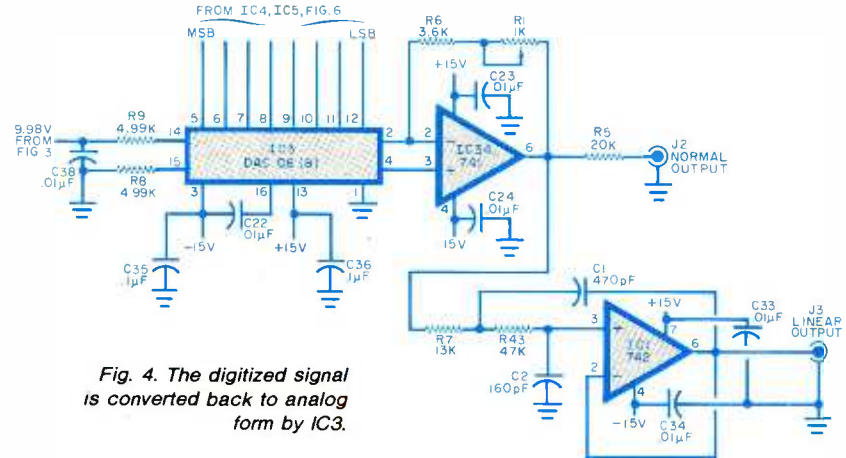 FROM IC4, IC5, FIG. 6
MSB
LSB
R6
3.6K
R1
1K
+15V
C23
.01µF
5 6 7 8 9 10 11 12
R9
4.99K
9.98V
FROM
FIG 3
14
IC3
DAC 08 (8)
2
2
IC34
741
6
R5
20K
J2
NORMAL
OUTPUT
15
4
3
C38
.01µF
R8
4.99K
3
16
13
1
4
C24
.01µF
C22
.01µF
-15V
+15V
15V
C35
.1µF
C36
.1µF
C1
470pF
+15V
C33
.01µF
J3
LINEAR
OUTPUT
R7
13K
R43
47K
3
7
IC1
742
6
2
C2
160pF
4
-15V
C34
.01µF
Fig. 4. The digitized signal
is converted back to analog
form by IC3.